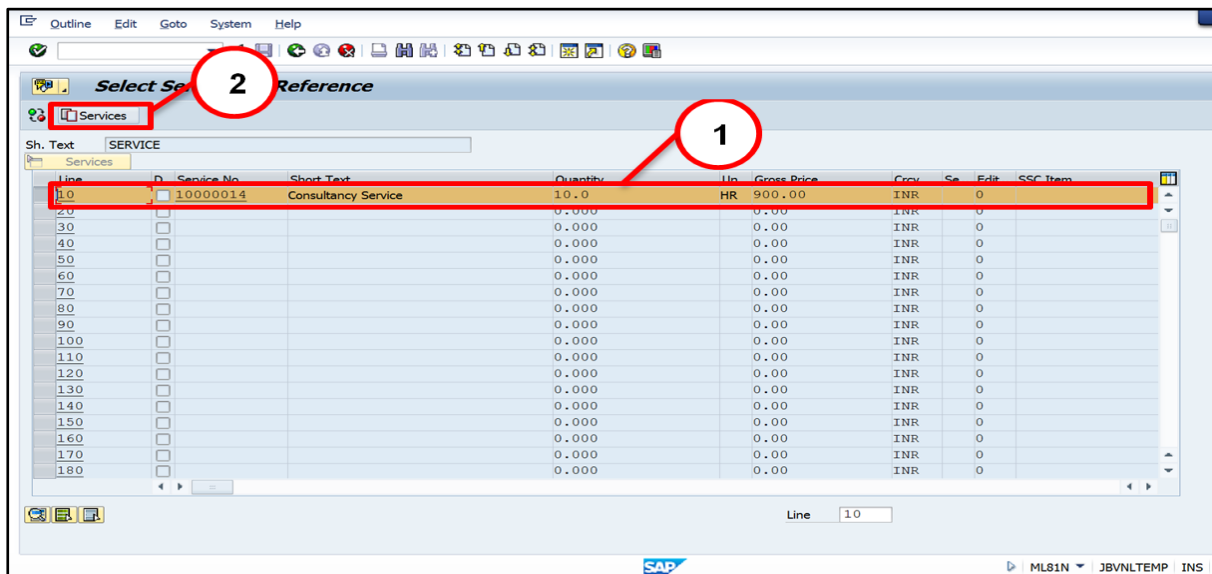 Outline Edit Goto System Help
Select Se 2 Reference
Services
1
Sh. Text SERVICE
Services
Line D Service No Short Text Quantity Un Gross Price Crcy Se Edit SSC Item
10 10000014 Consultancy Service 10.0 HR 900.00 INR 0
20 0.000 0.00 INR 0
30 0.000 0.00 INR 0
40 0.000 0.00 INR 0
50 0.000 0.00 INR 0
60 0.000 0.00 INR 0
70 0.000 0.00 INR 0
80 0.000 0.00 INR 0
90 0.000 0.00 INR 0
100 0.000 0.00 INR 0
110 0.000 0.00 INR 0
120 0.000 0.00 INR 0
130 0.000 0.00 INR 0
140 0.000 0.00 INR 0
150 0.000 0.00 INR 0
160 0.000 0.00 INR 0
170 0.000 0.00 INR 0
180 0.000 0.00 INR 0
Line 10
SAP ML81N JBVNLTEMP INS